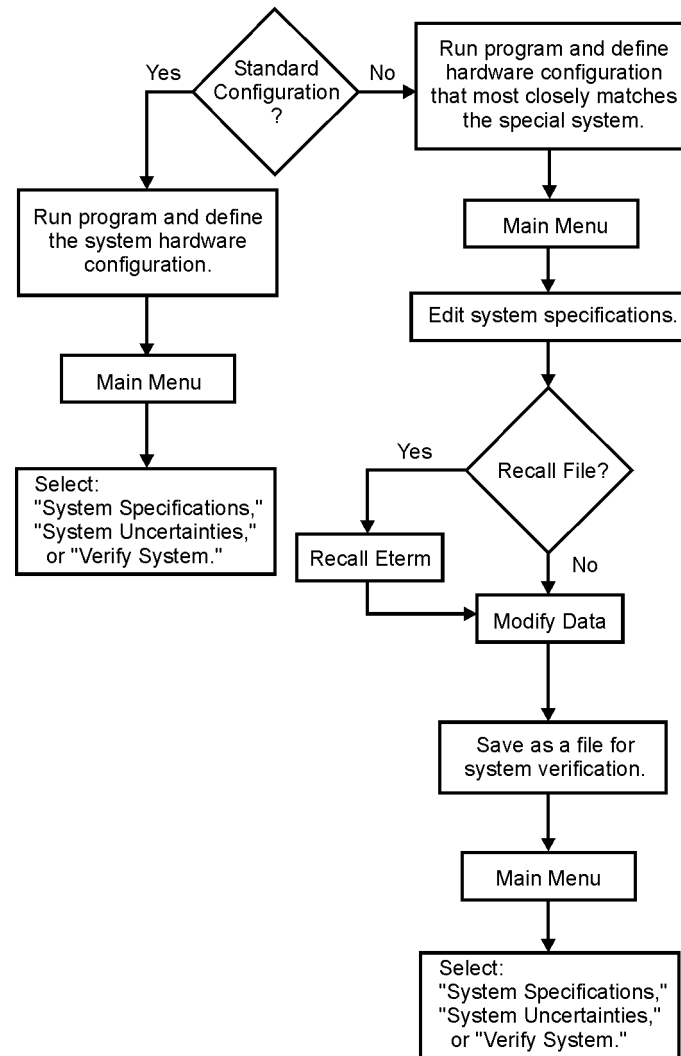 Standard
Configuration
?
Yes
No
Run program and define
hardware configuration
that most closely matches
the special system.
Run program and define
the system hardware
configuration.
Main Menu
Select:
"System Specifications,"
"System Uncertainties,"
or "Verify System."
Main Menu
Edit system specifications.
Recall File?
Yes
Recall Eterm
No
Modify Data
Save as a file for
system verification.
Main Menu
Select:
"System Specifications,"
"System Uncertainties,"
or "Verify System."